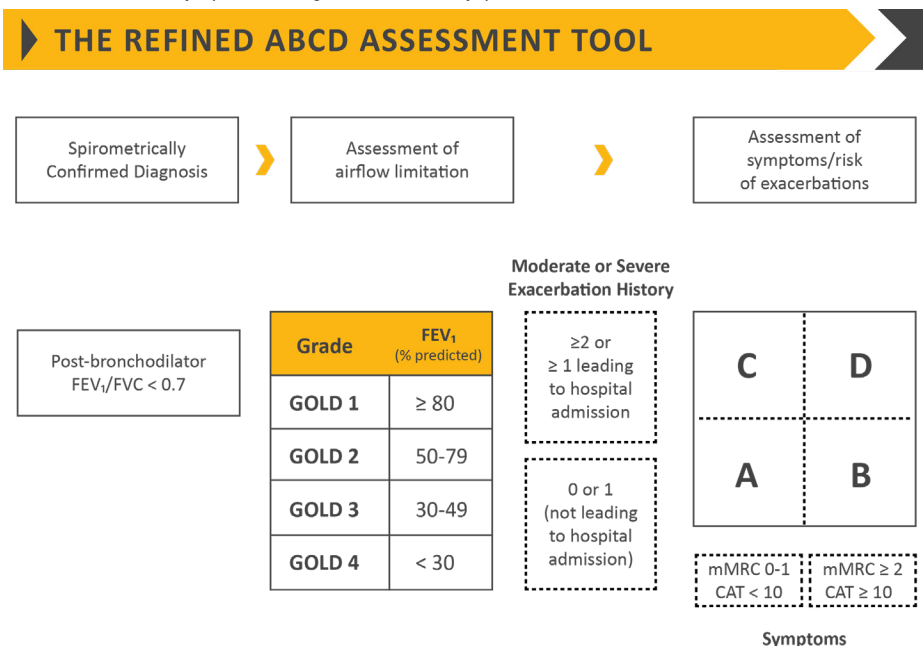 THE REFINED ABCD ASSESSMENT TOOL
Spirometrically
Confirmed Diagnosis
Assessment of
airflow limitation
Assessment of
symptoms/risk
of exacerbations
Moderate or Severe
Exacerbation History
Post-bronchodilator
FEV₁/FVC < 0.7
Grade
FEV₁
(% predicted)
GOLD 1
≥ 80
GOLD 2
50-79
GOLD 3
30-49
GOLD 4
< 30
≥2 or
≥ 1 leading
to hospital
admission
0 or 1
(not leading
to hospital
admission)
C
D
A
B
mMRC 0-1
CAT < 10
mMRC ≥ 2
CAT ≥ 10
Symptoms